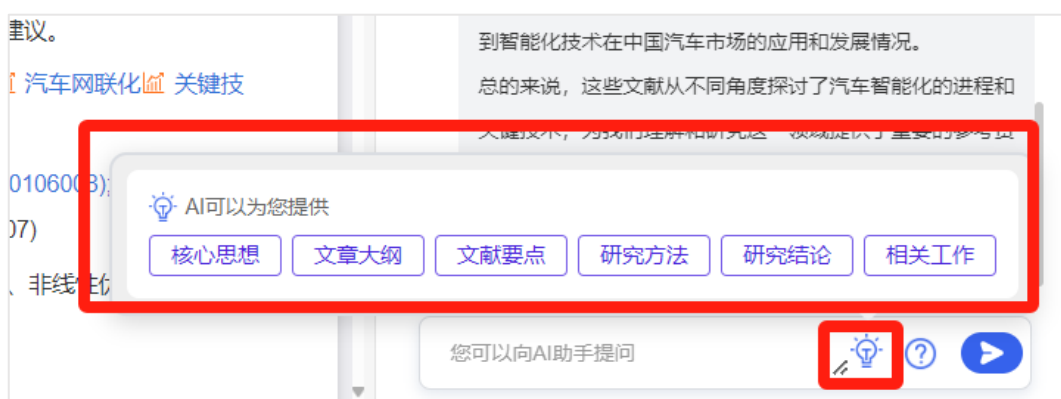 建议。
汽车网联化 关键技
0106003);
07)
、非线性优
到智能化技术在中国汽车市场的应用和发展情况。
总的来说，这些文献从不同角度探讨了汽车智能化的进程和
AI可以为您提供
核心思想 文章大纲 文献要点 研究方法 研究结论 相关工作
您可以向AI助手提问